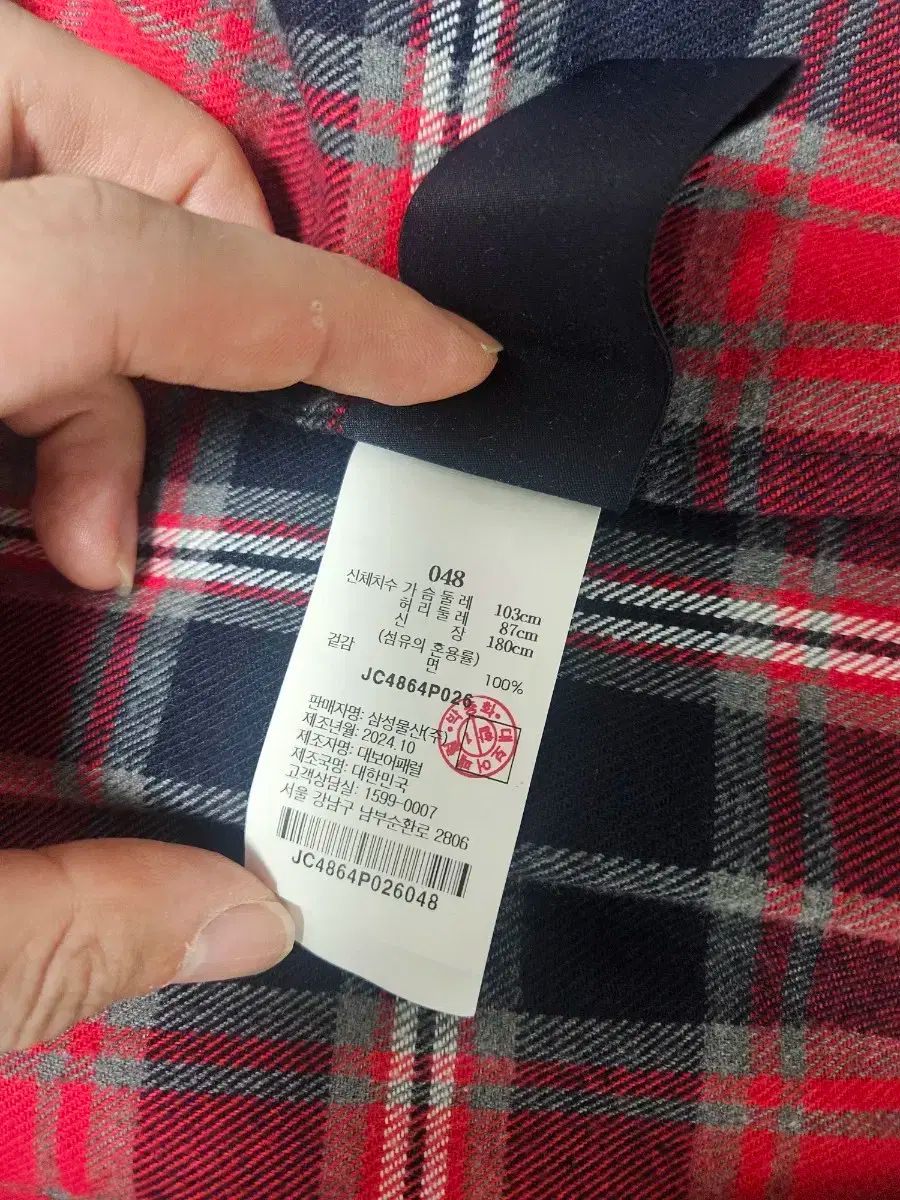 048
신체치수 가 슴 둘 레 103cm
허 리 둘 레 87cm
신 장 180cm
(섬유의 혼용률)
겉감 면 100%
JC4864P026
판매자명: 삼성물산(주)
제조년월: 2024.10
제조자명: 대보어패럴
제조국명: 대한민국
고객상담실: 1599-0007
서울 강남구 남부순환로 2806
JC4864P026048